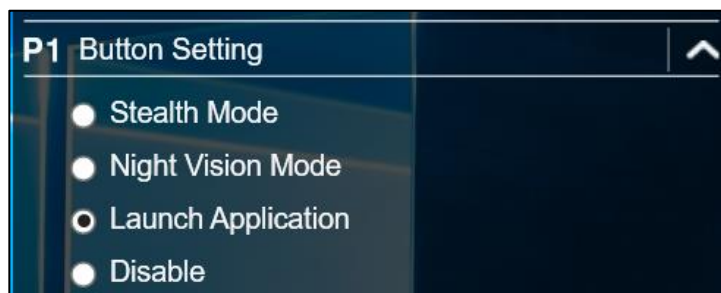 P1 Button Setting
Stealth Mode
Night Vision Mode
Launch Application
Disable